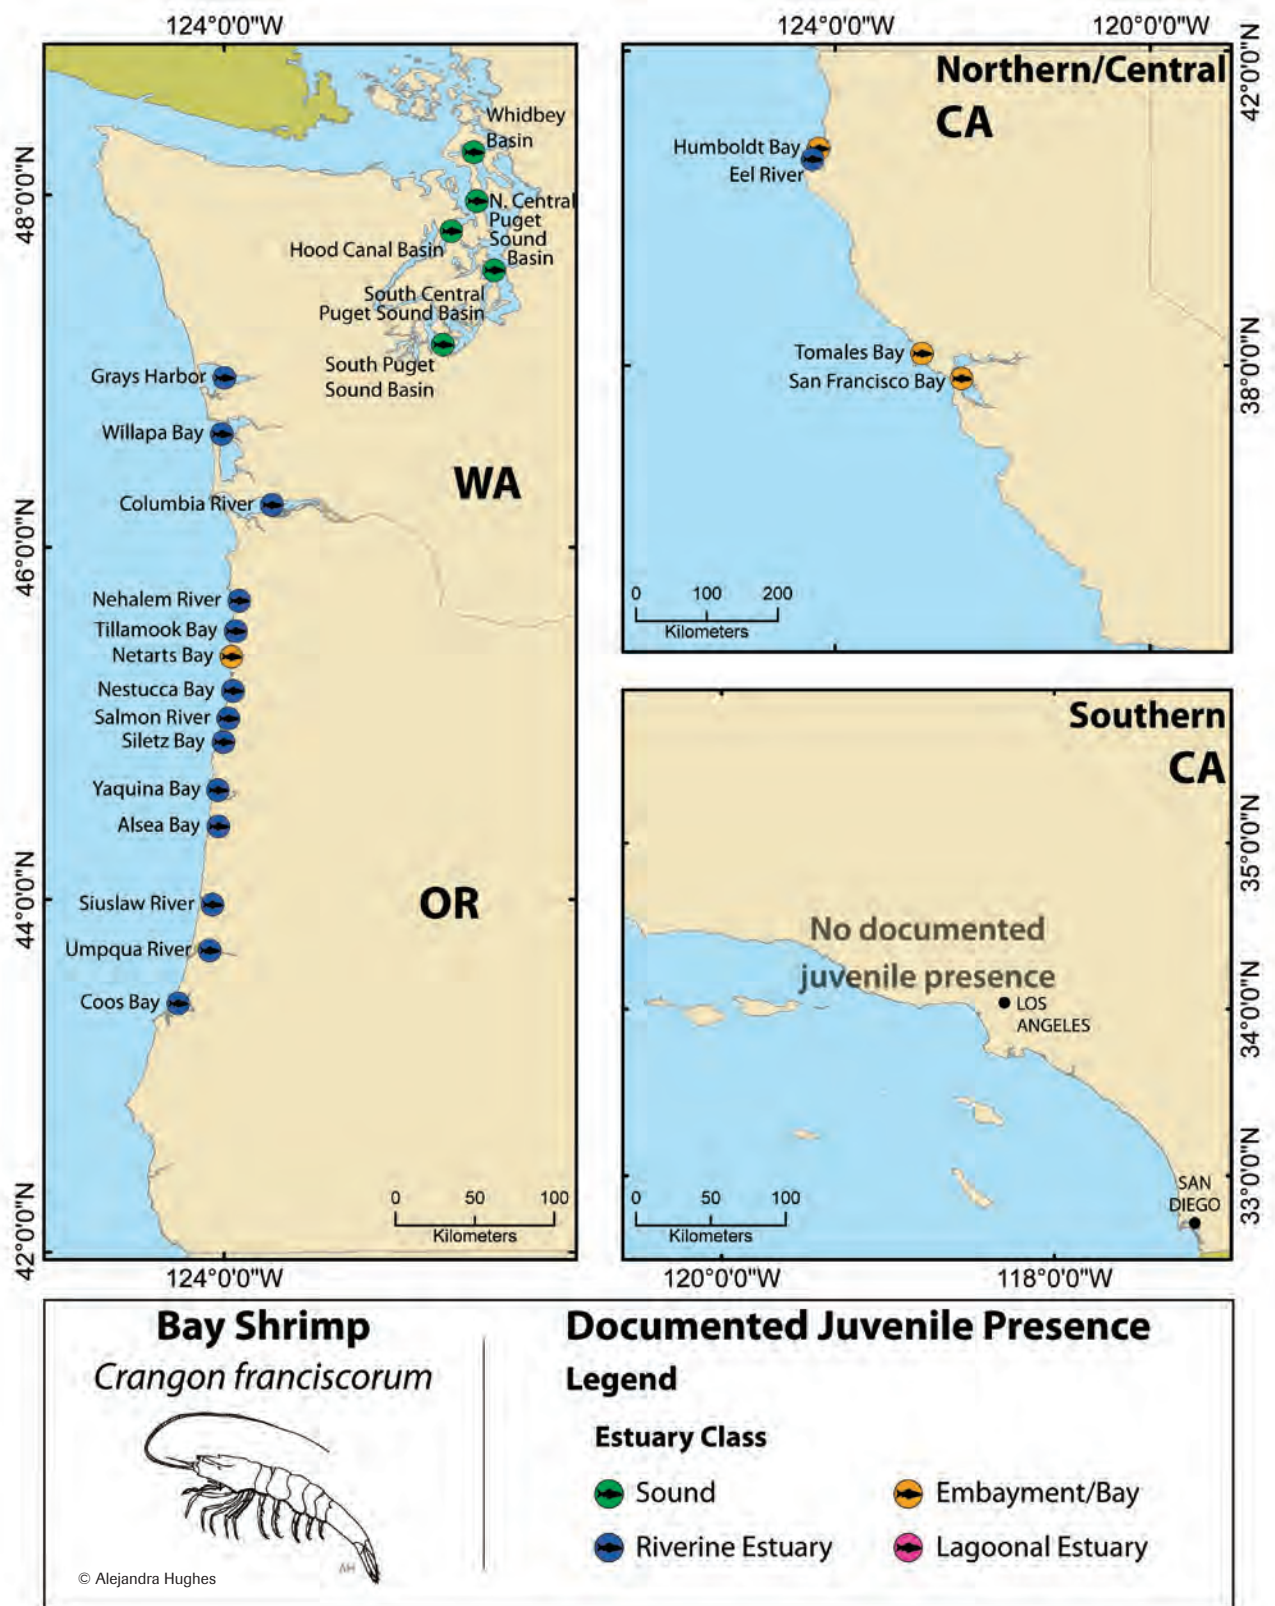 124°0'0"W
124°0'0"W
120°0'0"W
48°0'0"N
46°0'0"N
44°0'0"N
42°0'0"N
Whidbey
Basin
N. Central
Puget
Sound
Basin
Hood Canal Basin
South Central
Puget Sound Basin
South Puget
Sound Basin
Grays Harbor
Willapa Bay
WA
Columbia River
Nehalem River
Tillamook Bay
Netarts Bay
Nestucca Bay
Salmon River
Siletz Bay
Yaquina Bay
Alsea Bay
OR
Siuslaw River
Umpqua River
Coos Bay
0 50 100
Kilometers
124°0'0"W
Northern/Central
CA
42°0'0"N
38°0'0"N
Humboldt Bay
Eel River
Tomales Bay
San Francisco Bay
0 100 200
Kilometers
Southern
CA
35°0'0"N
34°0'0"N
33°0'0"N
No documented
juvenile presence
LOS
ANGELES
SAN
DIEGO
0 50 100
Kilometers
120°0'0"W
118°0'0"W
Bay Shrimp
Crangon franciscorum
AH
© Alejandra Hughes
Documented Juvenile Presence
Legend
Estuary Class
Sound
Embayment/Bay
Riverine Estuary
Lagoonal Estuary